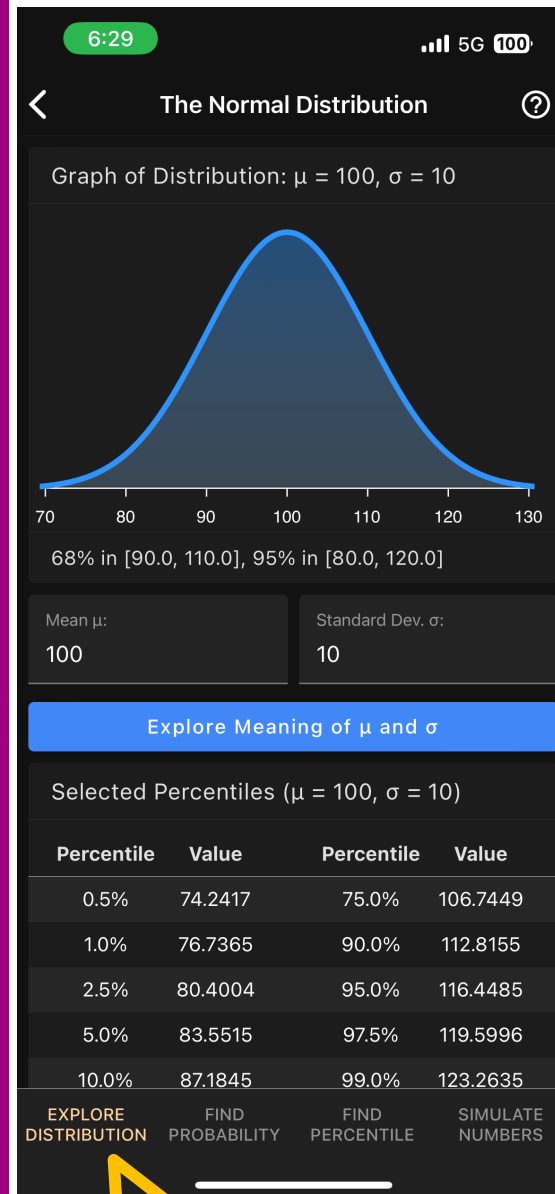 6:29 5G 100
The Normal Distribution ?
Graph of Distribution: μ = 100, σ = 10
70 80 90 100 110 120 130
68% in [90.0, 110.0], 95% in [80.0, 120.0]
Mean μ: Standard Dev. σ:
100 10
Explore Meaning of μ and σ
Selected Percentiles (μ = 100, σ = 10)
Percentile Value Percentile Value
0.5% 74.2417 75.0% 106.7449
1.0% 76.7365 90.0% 112.8155
2.5% 80.4004 95.0% 116.4485
5.0% 83.5515 97.5% 119.5996
10.0% 87.1845 99.0% 123.2635
EXPLORE FIND FIND SIMULATE
DISTRIBUTION PROBABILITY PERCENTILE NUMBERS